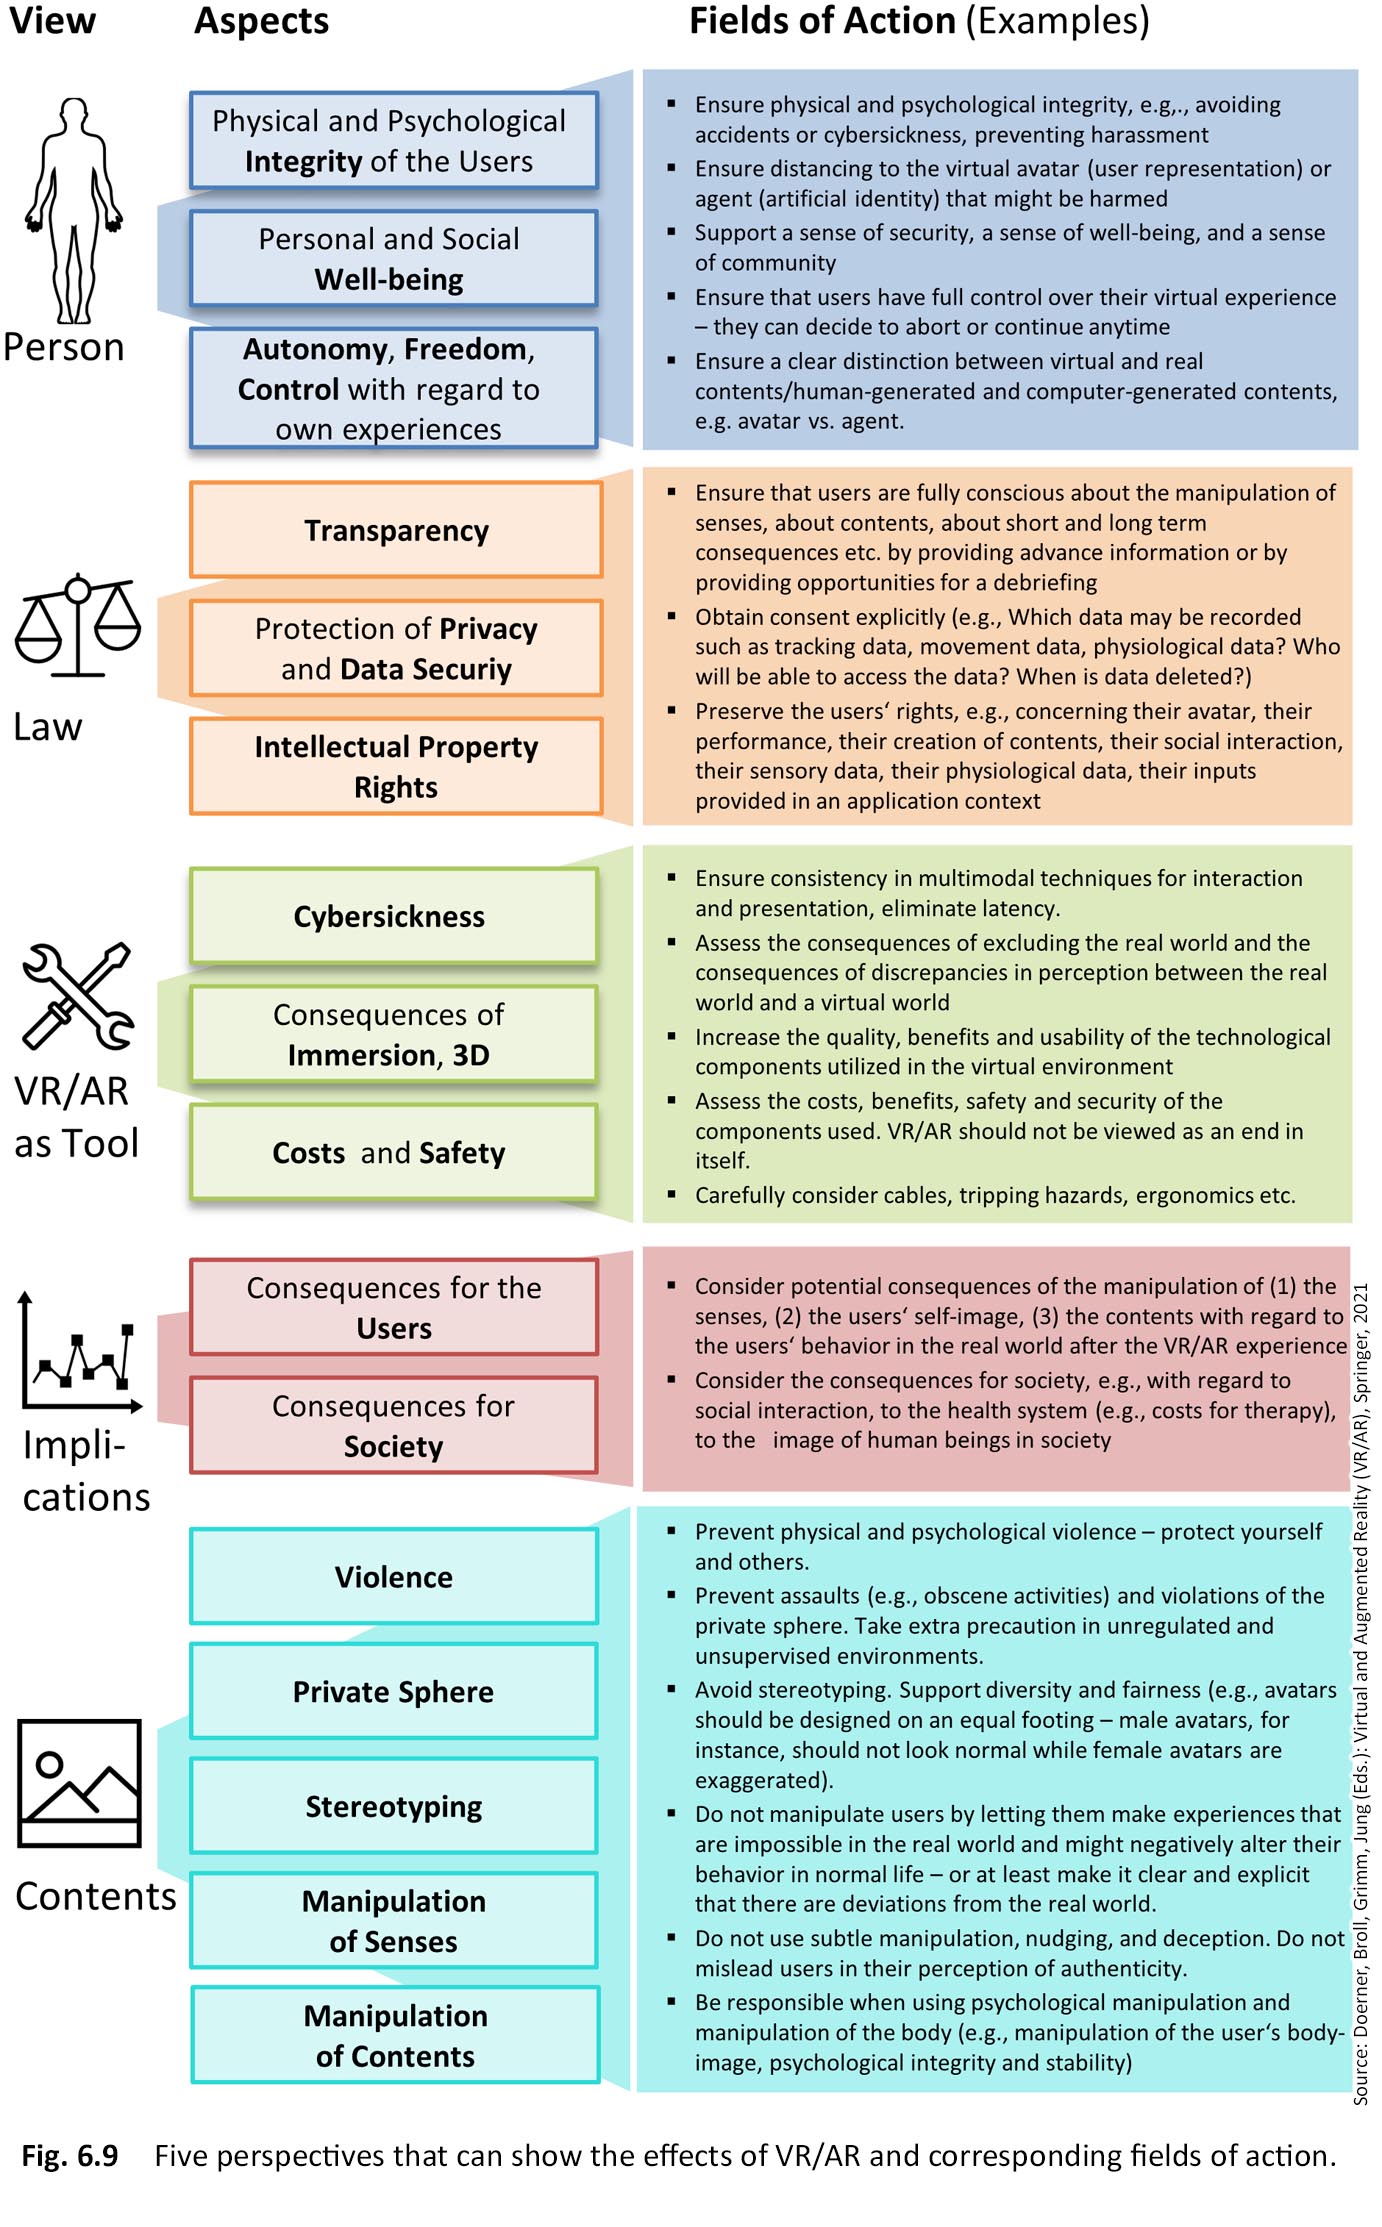 View Aspects Fields of Action (Examples)
Person
Physical and Psychological
Integrity of the Users
Personal and Social
Well-being
Autonomy, Freedom,
Control with regard to
own experiences
▪ Ensure physical and psychological integrity, e.g,., avoiding
accidents or cybersickness, preventing harassment
▪ Ensure distancing to the virtual avatar (user representation) or
agent (artificial identity) that might be harmed
▪ Support a sense of security, a sense of well-being, and a sense
of community
▪ Ensure that users have full control over their virtual experience
– they can decide to abort or continue anytime
▪ Ensure a clear distinction between virtual and real
contents/human-generated and computer-generated contents,
e.g. avatar vs. agent.
Law
Transparency
Protection of Privacy
and Data Securiy
Intellectual Property
Rights
▪ Ensure that users are fully conscious about the manipulation of
senses, about contents, about short and long term
consequences etc. by providing advance information or by
providing opportunities for a debriefing
▪ Obtain consent explicitly (e.g., Which data may be recorded
such as tracking data, movement data, physiological data? Who
will be able to access the data? When is data deleted?)
▪ Preserve the users‘ rights, e.g., concerning their avatar, their
performance, their creation of contents, their social interaction,
their sensory data, their physiological data, their inputs
provided in an application context
VR/AR
as Tool
Cybersickness
Consequences of
Immersion, 3D
Costs and Safety
▪ Ensure consistency in multimodal techniques for interaction
and presentation, eliminate latency.
▪ Assess the consequences of excluding the real world and the
consequences of discrepancies in perception between the real
world and a virtual world
▪ Increase the quality, benefits and usability of the technological
components utilized in the virtual environment
▪ Assess the costs, benefits, safety and security of the
components used. VR/AR should not be viewed as an end in
itself.
▪ Carefully consider cables, tripping hazards, ergonomics etc.
Impli-
cations
Consequences for the
Users
Consequences for
Society
▪ Consider potential consequences of the manipulation of (1) the
senses, (2) the users‘ self-image, (3) the contents with regard to
the users‘ behavior in the real world after the VR/AR experience
▪ Consider the consequences for society, e.g., with regard to
social interaction, to the health system (e.g., costs for therapy),
to the image of human beings in society
Contents
Violence
Private Sphere
Stereotyping
Manipulation
of Senses
Manipulation
of Contents
▪ Prevent physical and psychological violence – protect yourself
and others.
▪ Prevent assaults (e.g., obscene activities) and violations of the
private sphere. Take extra precaution in unregulated and
unsupervised environments.
▪ Avoid stereotyping. Support diversity and fairness (e.g., avatars
should be designed on an equal footing – male avatars, for
instance, should not look normal while female avatars are
exaggerated).
▪ Do not manipulate users by letting them make experiences that
are impossible in the real world and might negatively alter their
behavior in normal life – or at least make it clear and explicit
that there are deviations from the real world.
▪ Do not use subtle manipulation, nudging, and deception. Do not
mislead users in their perception of authenticity.
▪ Be responsible when using psychological manipulation and
manipulation of the body (e.g., manipulation of the user‘s body-
image, psychological integrity and stability)
Source: Doerner, Broll, Grimm, Jung (Eds.): Virtual and Augmented Reality (VR/AR), Springer, 2021
Fig. 6.9 Five perspectives that can show the effects of VR/AR and corresponding fields of action.